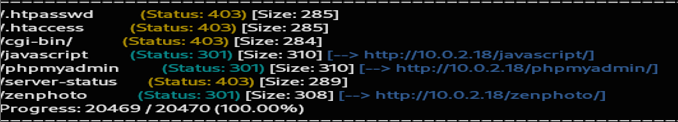 /.htpasswd (Status: 403) [Size: 285]
/.htaccess (Status: 403) [Size: 285]
/cgi-bin/ (Status: 403) [Size: 284]
/javascript (Status: 301) [Size: 310] [--> http://10.0.2.18/javascript/]
/phpmyadmin (Status: 301) [Size: 310] [--> http://10.0.2.18/phpmyadmin/]
/server-status (Status: 403) [Size: 289]
/zenphoto (Status: 301) [Size: 308] [--> http://10.0.2.18/zenphoto/]
Progress: 20469 / 20470 (100.00%)